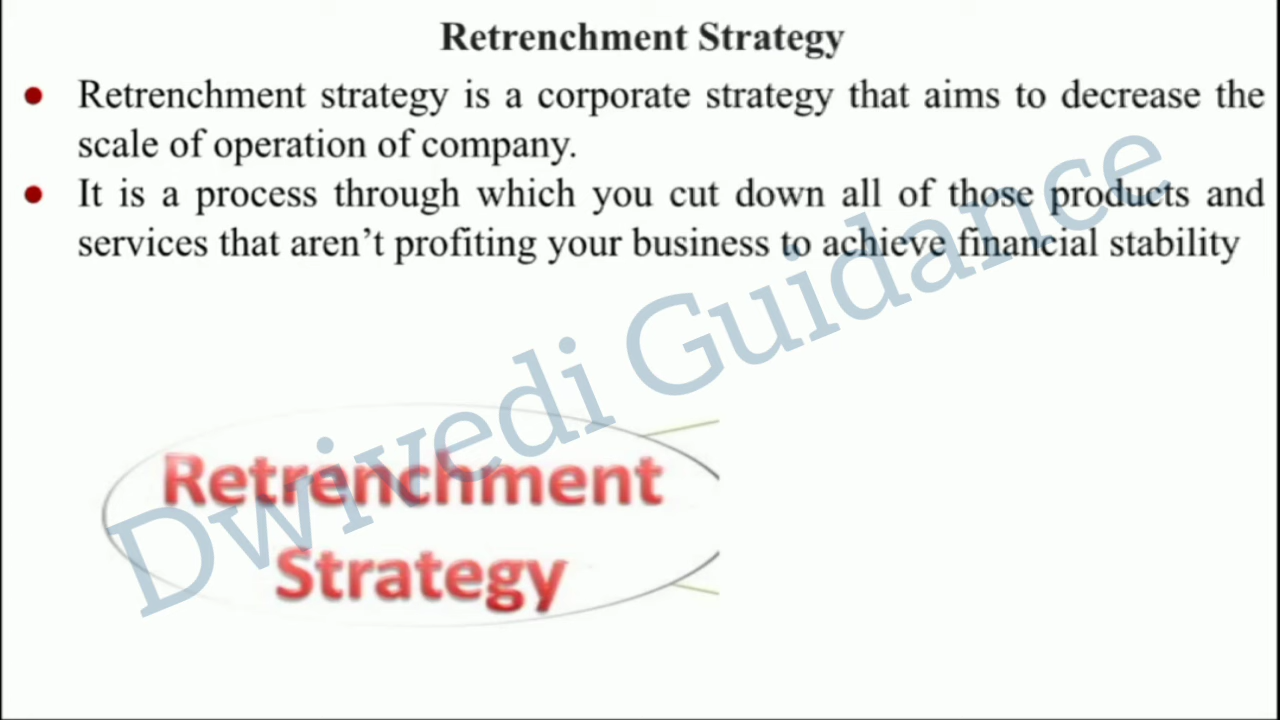 Retrenchment Strategy
● Retrenchment strategy is a corporate strategy that aims to decrease the
scale of operation of company.
● It is a process through which you cut down all of those products and
services that aren’t profiting your business to achieve financial stability
Dwivedi Guidance
Retrenchment
Strategy